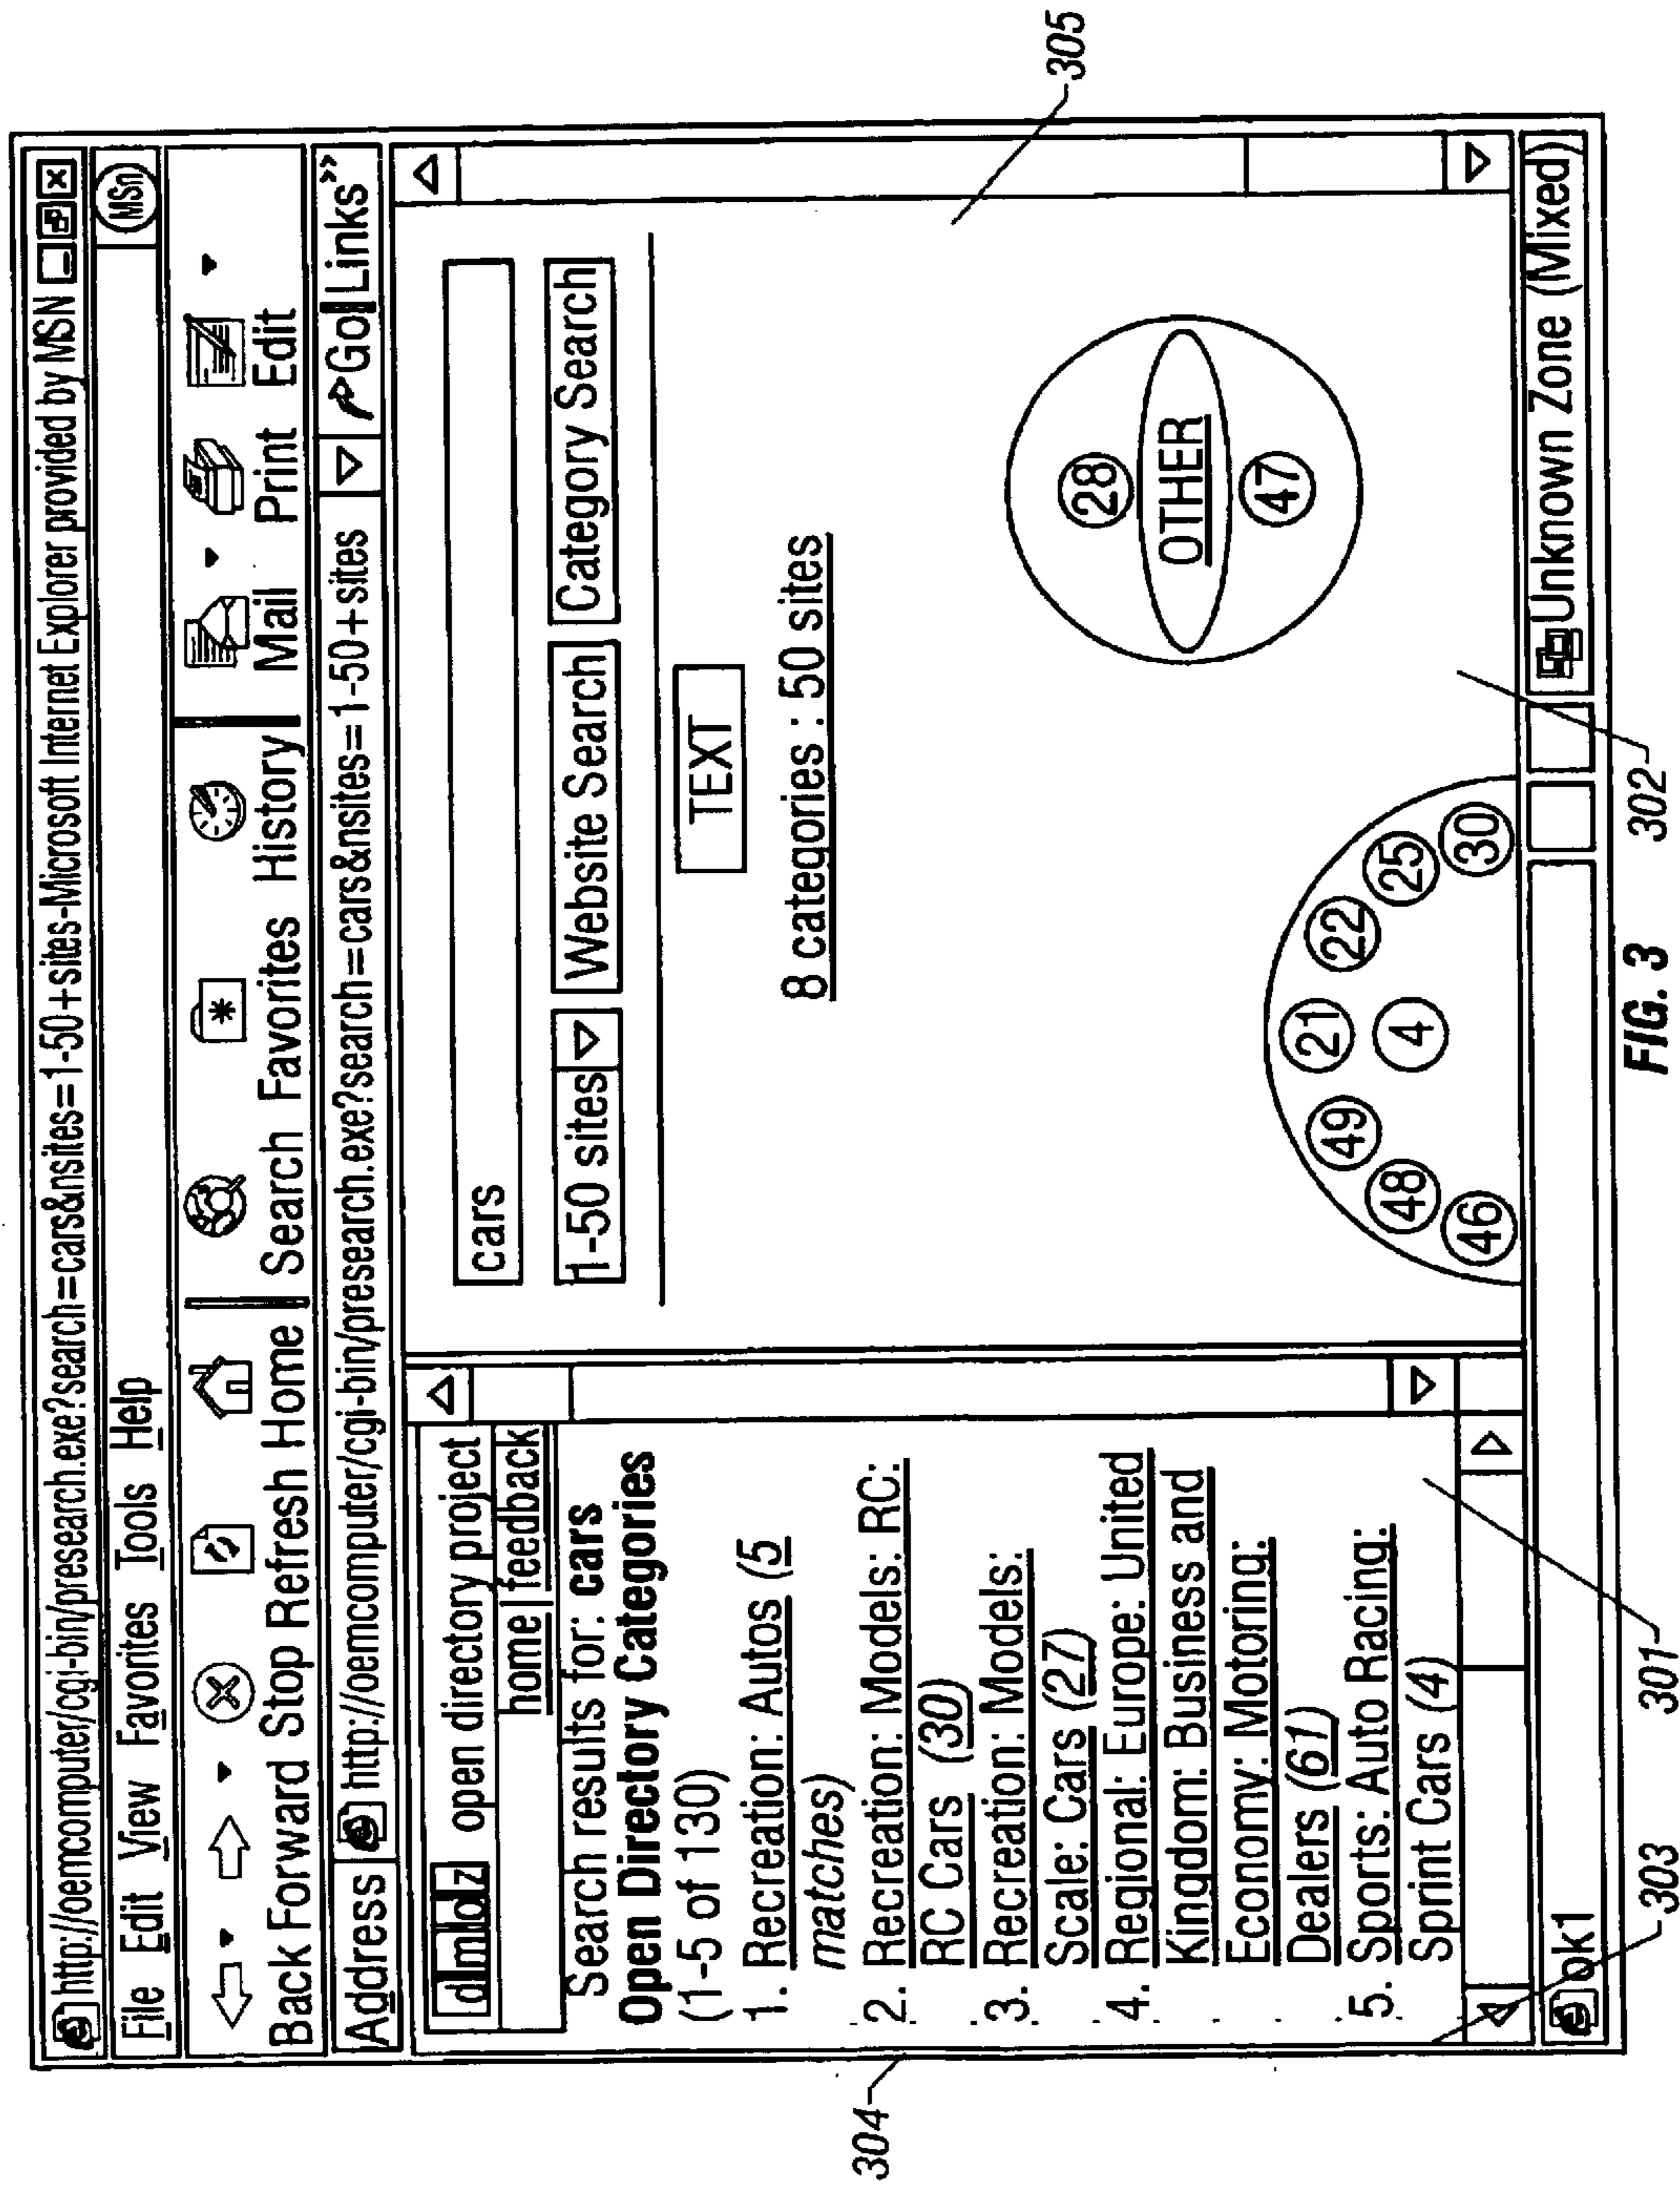 http://oemcomputer/cgi-bin/presearch.exe?search=cars&nsites=1-50+sites-Microsoft Internet Explorer provided by MSN
File Edit View Favorites Tools Help
MSn
Back Forward Stop Refresh Home Search Favorites History Mail Print Edit
Address http://oemcomputer/cgi-bin/presearch.exe?search=cars&nsites=1-50+sites Go Links »
dmoz open directory project
home | feedback
Search results for: cars
Open Directory Categories
(1-5 of 130)
1. Recreation: Autos (5
matches)
2. Recreation: Models: RC:
RC Cars (30)
3. Recreation: Models:
Scale: Cars (27)
4. Regional: Europe: United
Kingdom: Business and
Economy: Motoring:
Dealers (61)
5. Sports: Auto Racing:
Sprint Cars (4)
cars
1-50 sites Website Search Category Search
TEXT
8 categories : 50 sites
28
OTHER
47
21
49 22
4
48 25
46 30
ok1
Unknown Zone (Mixed)
304
303
301
302
305
FIG. 3